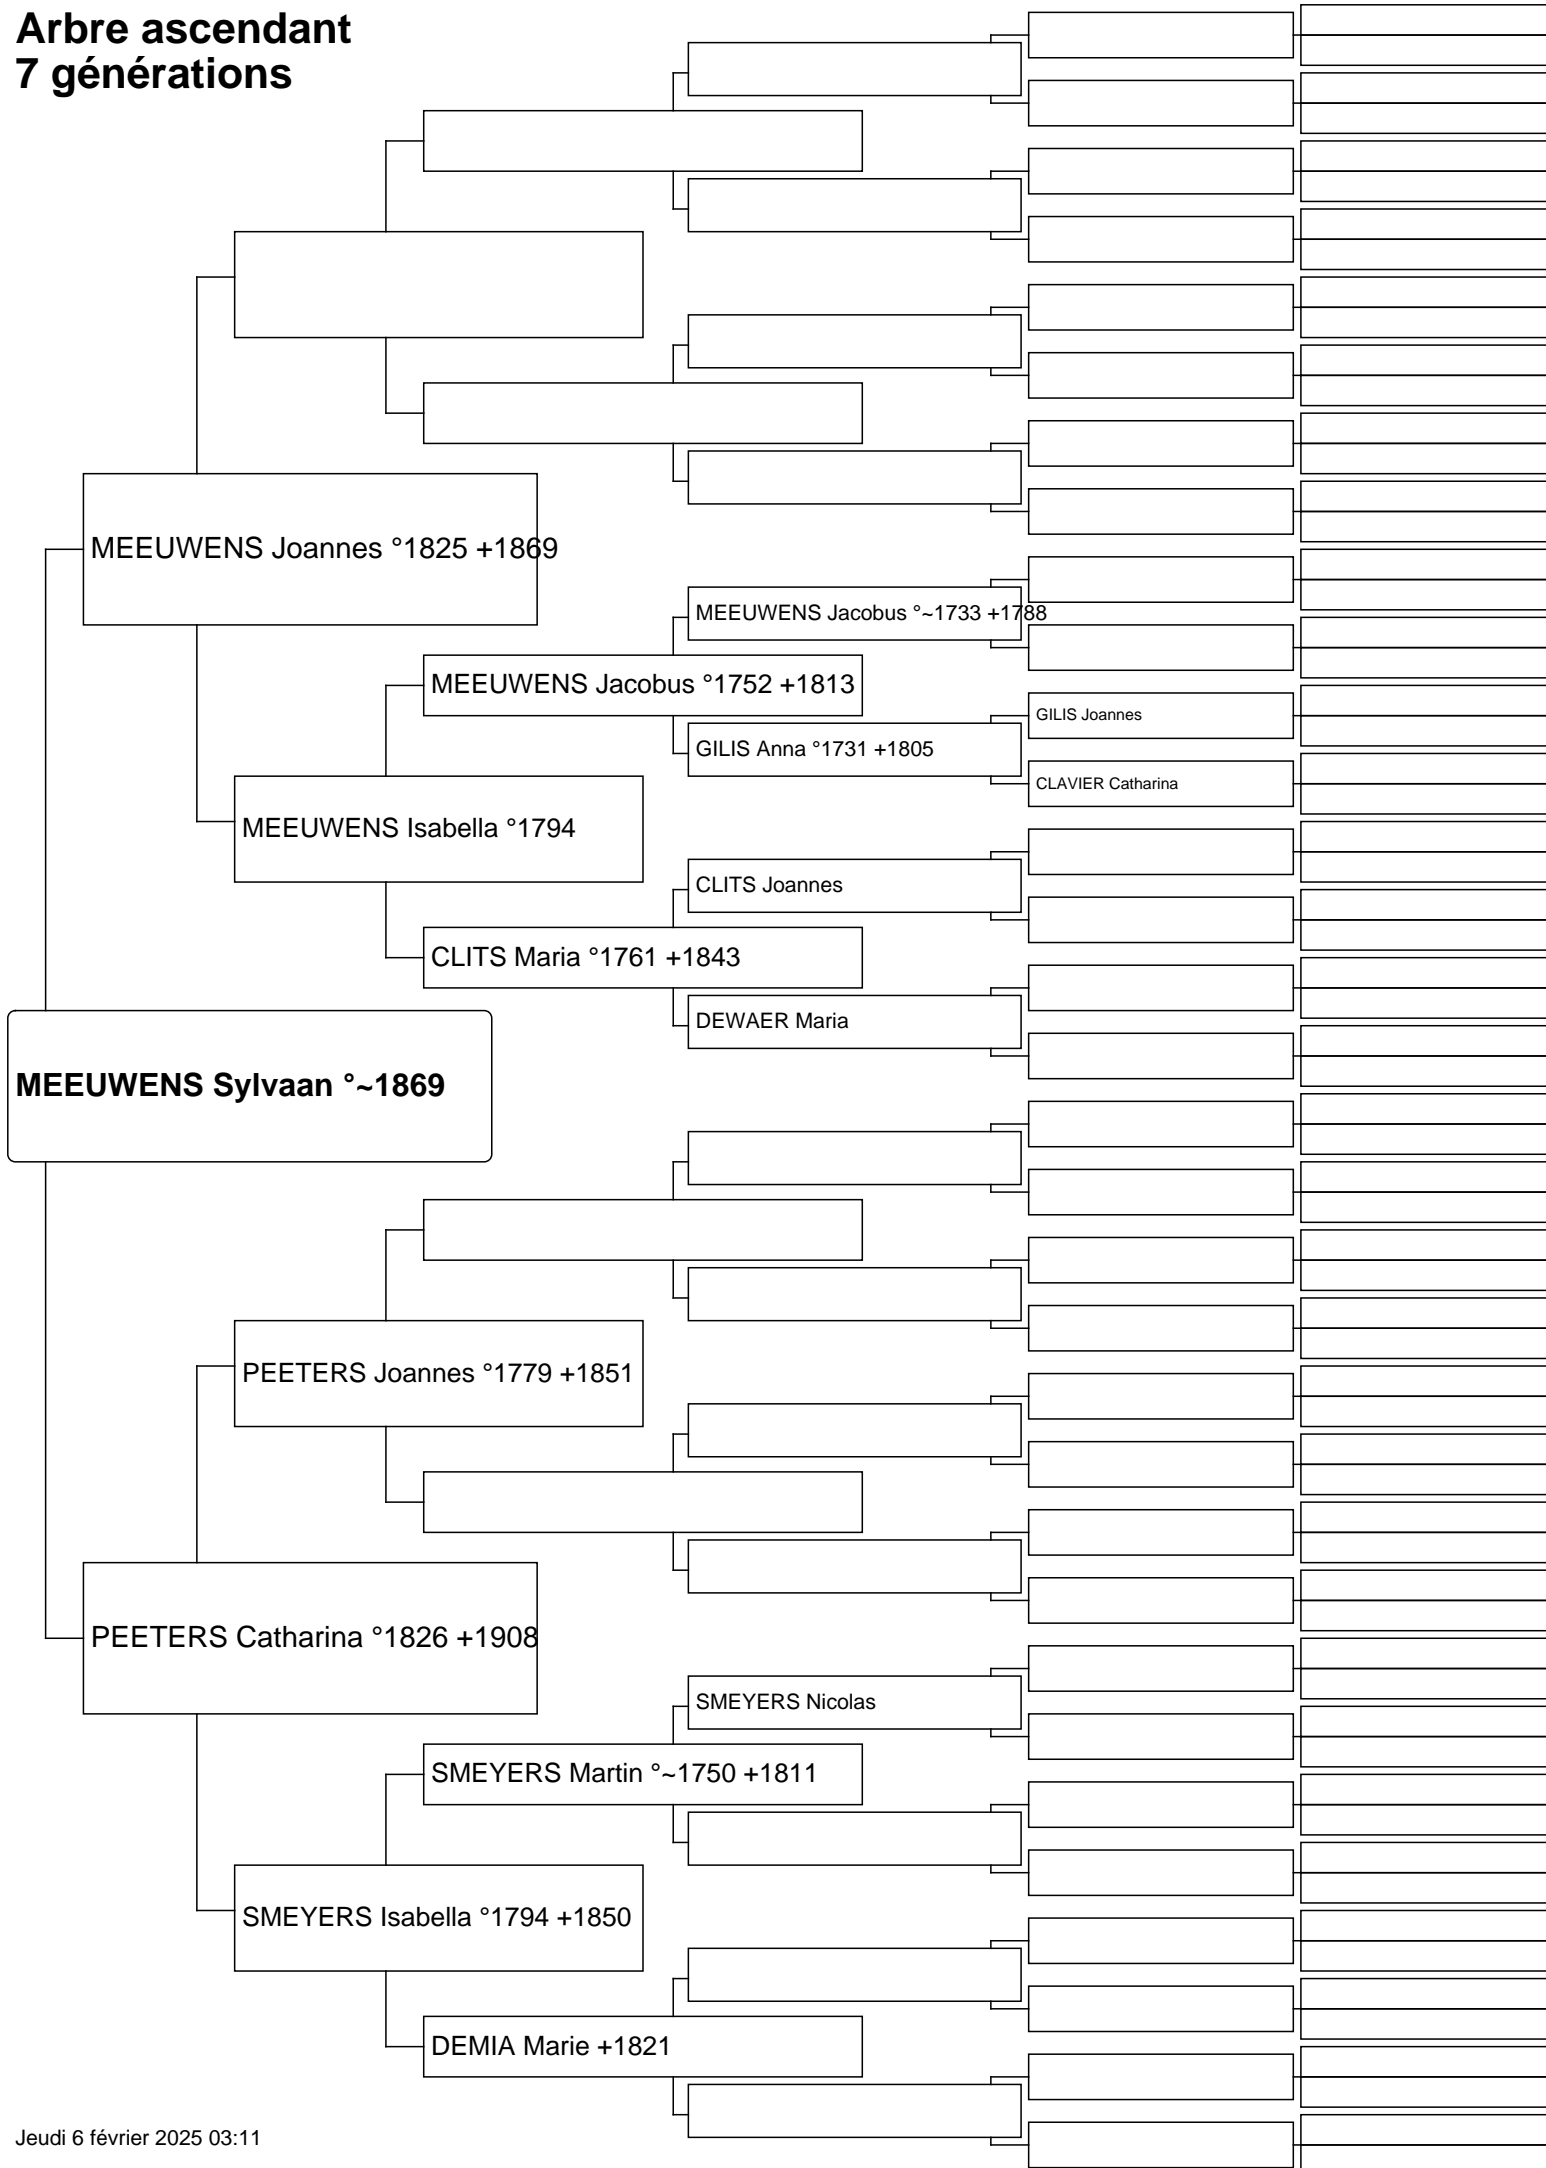 Arbre ascendant
7 générations
MEEUWENS Joannes °1825 +1869
MEEUWENS Jacobus °~1733 +1788
MEEUWENS Jacobus °1752 +1813
GILIS Joannes
GILIS Anna °1731 +1805
CLAVIER Catharina
MEEUWENS Isabella °1794
CLITS Joannes
CLITS Maria °1761 +1843
DEWAER Maria
MEEUWENS Sylvaan °~1869
PEETERS Joannes °1779 +1851
PEETERS Catharina °1826 +1908
SMEYERS Nicolas
SMEYERS Martin °~1750 +1811
SMEYERS Isabella °1794 +1850
DEMIA Marie +1821
Jeudi 6 février 2025 03:11